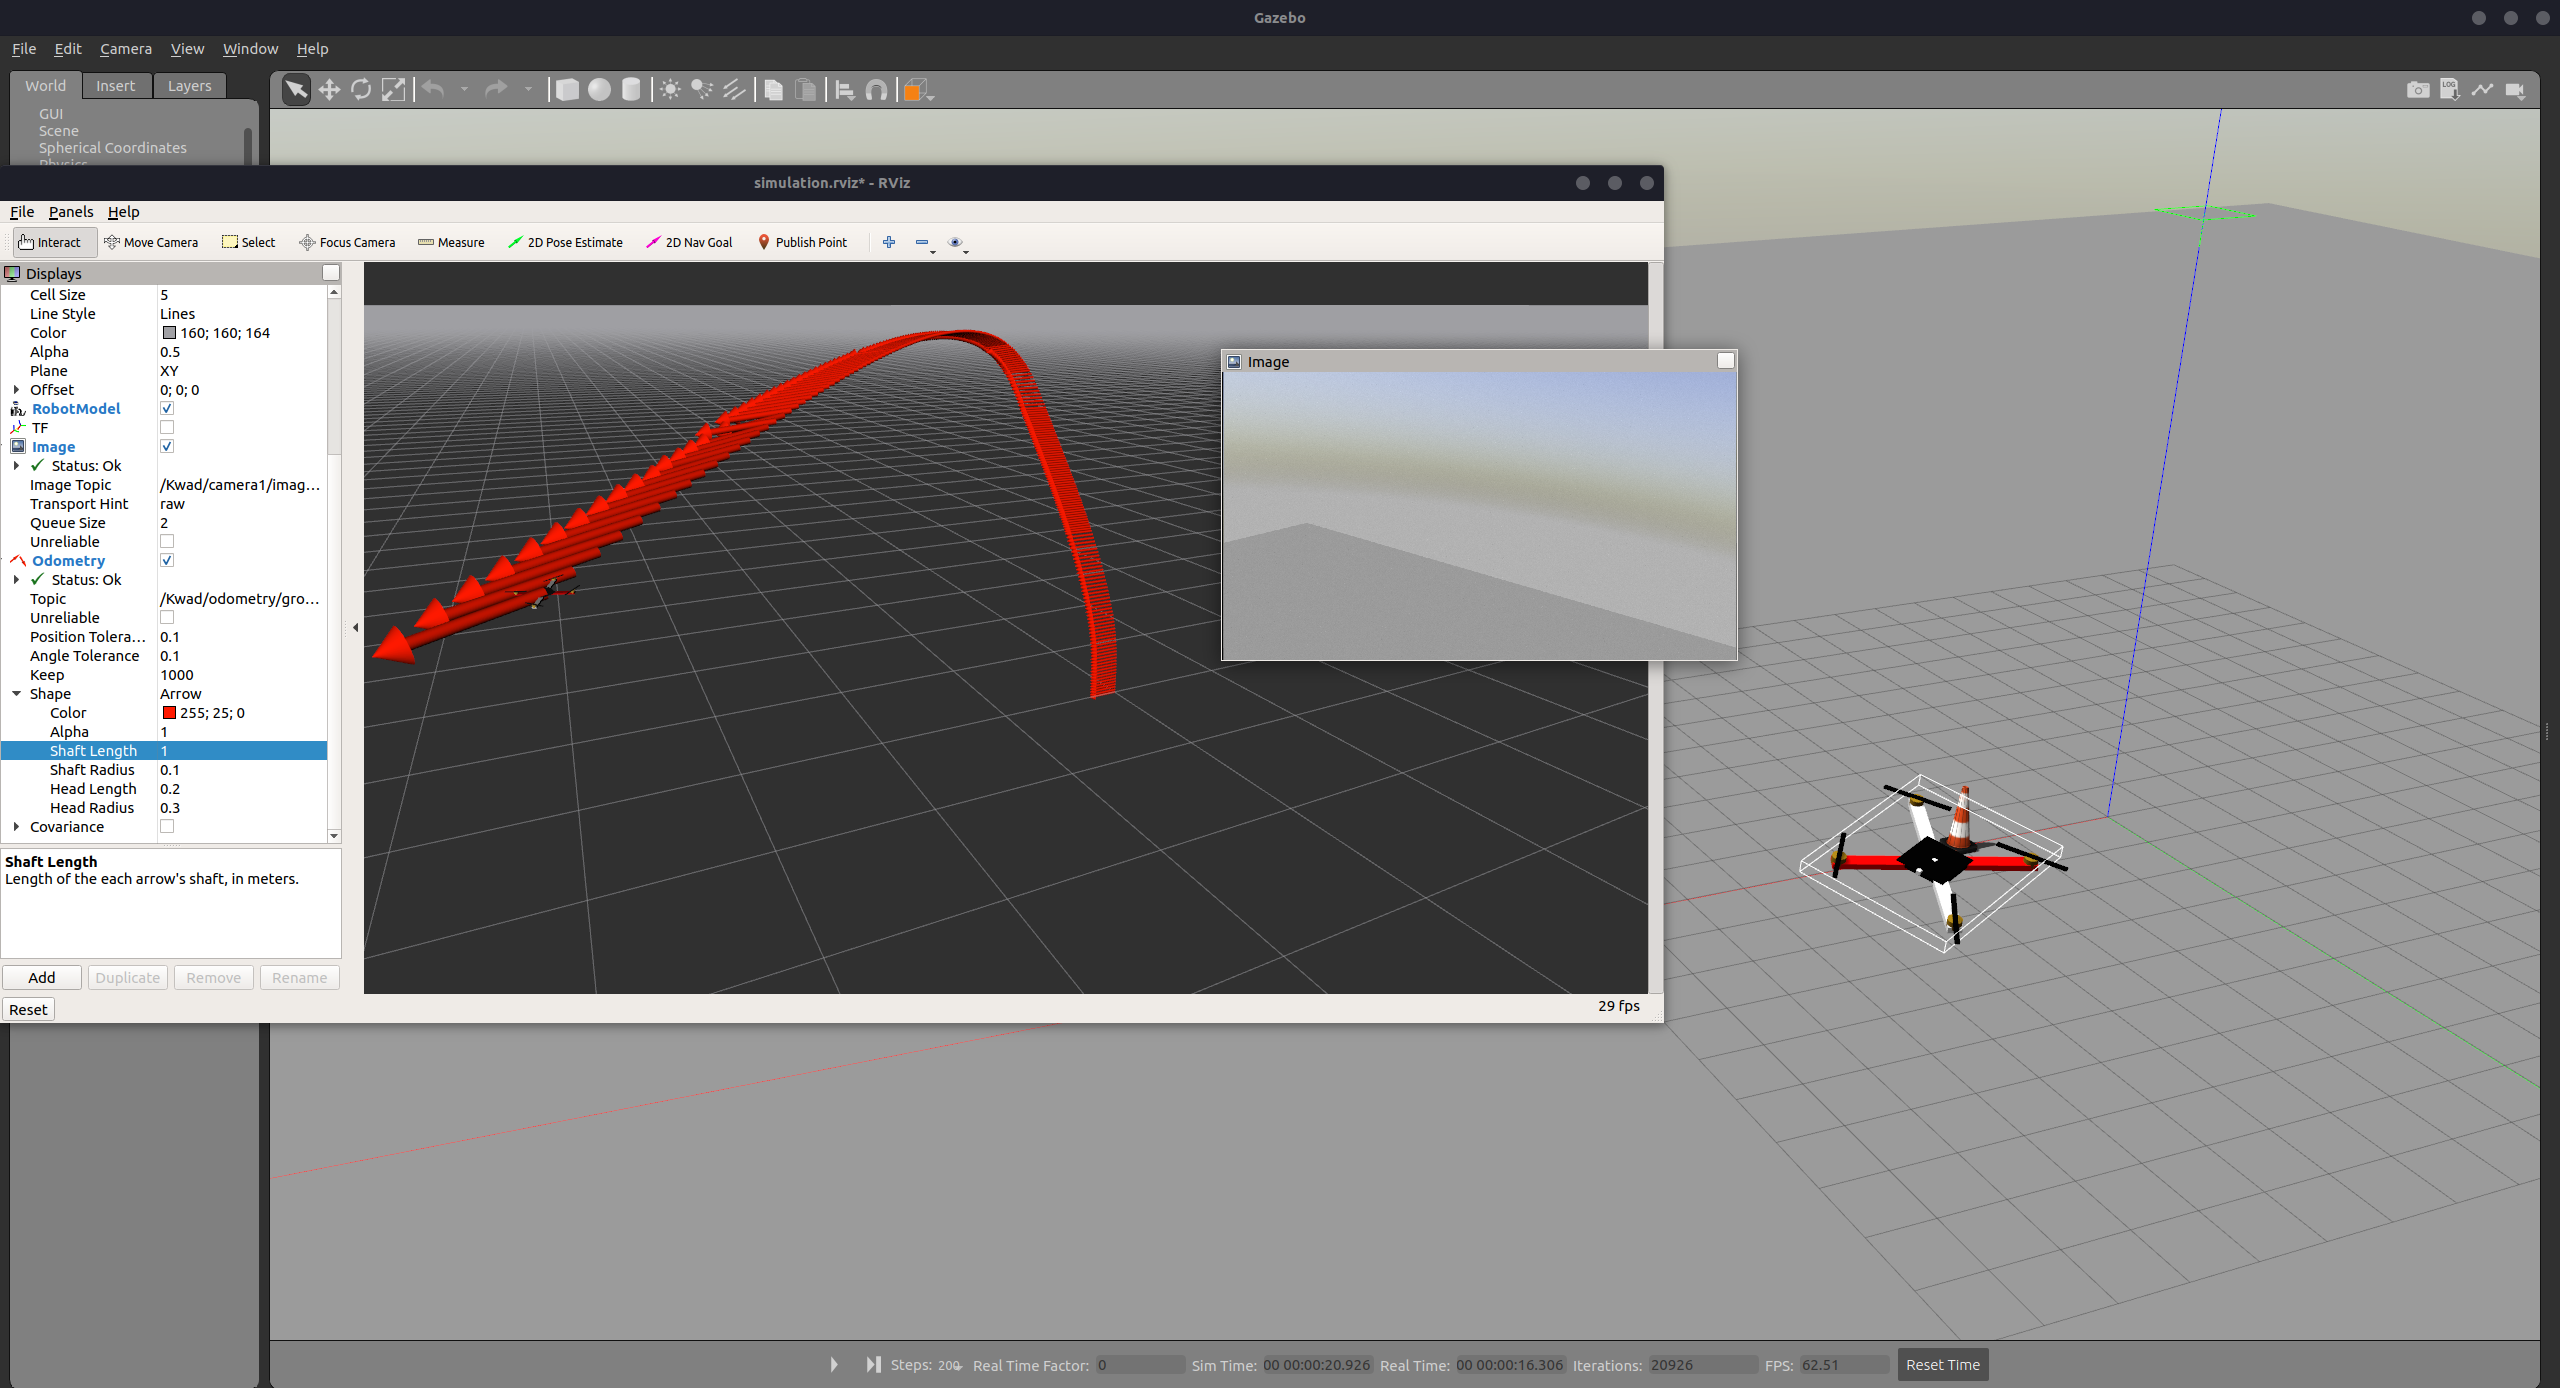 Gazebo
File Edit Camera View Window Help
World Insert Layers
GUI
Scene
Spherical Coordinates
Physics
LOG
simulation.rviz* - RViz
File Panels Help
Interact Move Camera Select Focus Camera Measure 2D Pose Estimate 2D Nav Goal Publish Point
Displays
Cell Size 5
Line Style Lines
Color 160; 160; 164
Alpha 0.5
Plane XY
Offset 0; 0; 0
RobotModel
TF
Image
Status: Ok
Image Topic /Kwad/camera1/imag...
Transport Hint raw
Queue Size 2
Unreliable
Odometry
Status: Ok
Topic /Kwad/odometry/gro...
Unreliable
Position Tolera... 0.1
Angle Tolerance 0.1
Keep 1000
Shape Arrow
Color 255; 25; 0
Alpha 1
Shaft Length 1
Shaft Radius 0.1
Head Length 0.2
Head Radius 0.3
Covariance
Shaft Length
Length of the each arrow's shaft, in meters.
Add Duplicate Remove Rename
Reset
29 fps
Image
Steps: 200 Real Time Factor: 0 Sim Time: 00 00:00:20.926 Real Time: 00 00:00:16.306 Iterations: 20926 FPS: 62.51 Reset Time